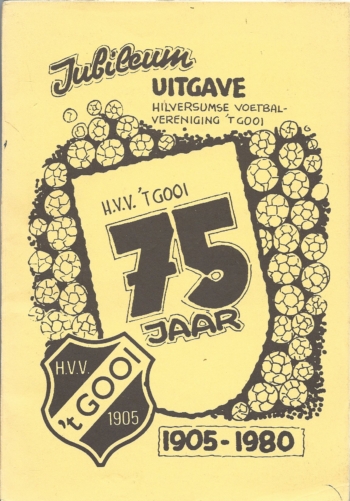 Jubileum
UITGAVE
HILVERSUMSE VOETBAL-
VERENIGING 'T GOOI
H.V.V. 'T GOOI
75
JAAR
H.V.V.
't GOOI
1905
1905-1980